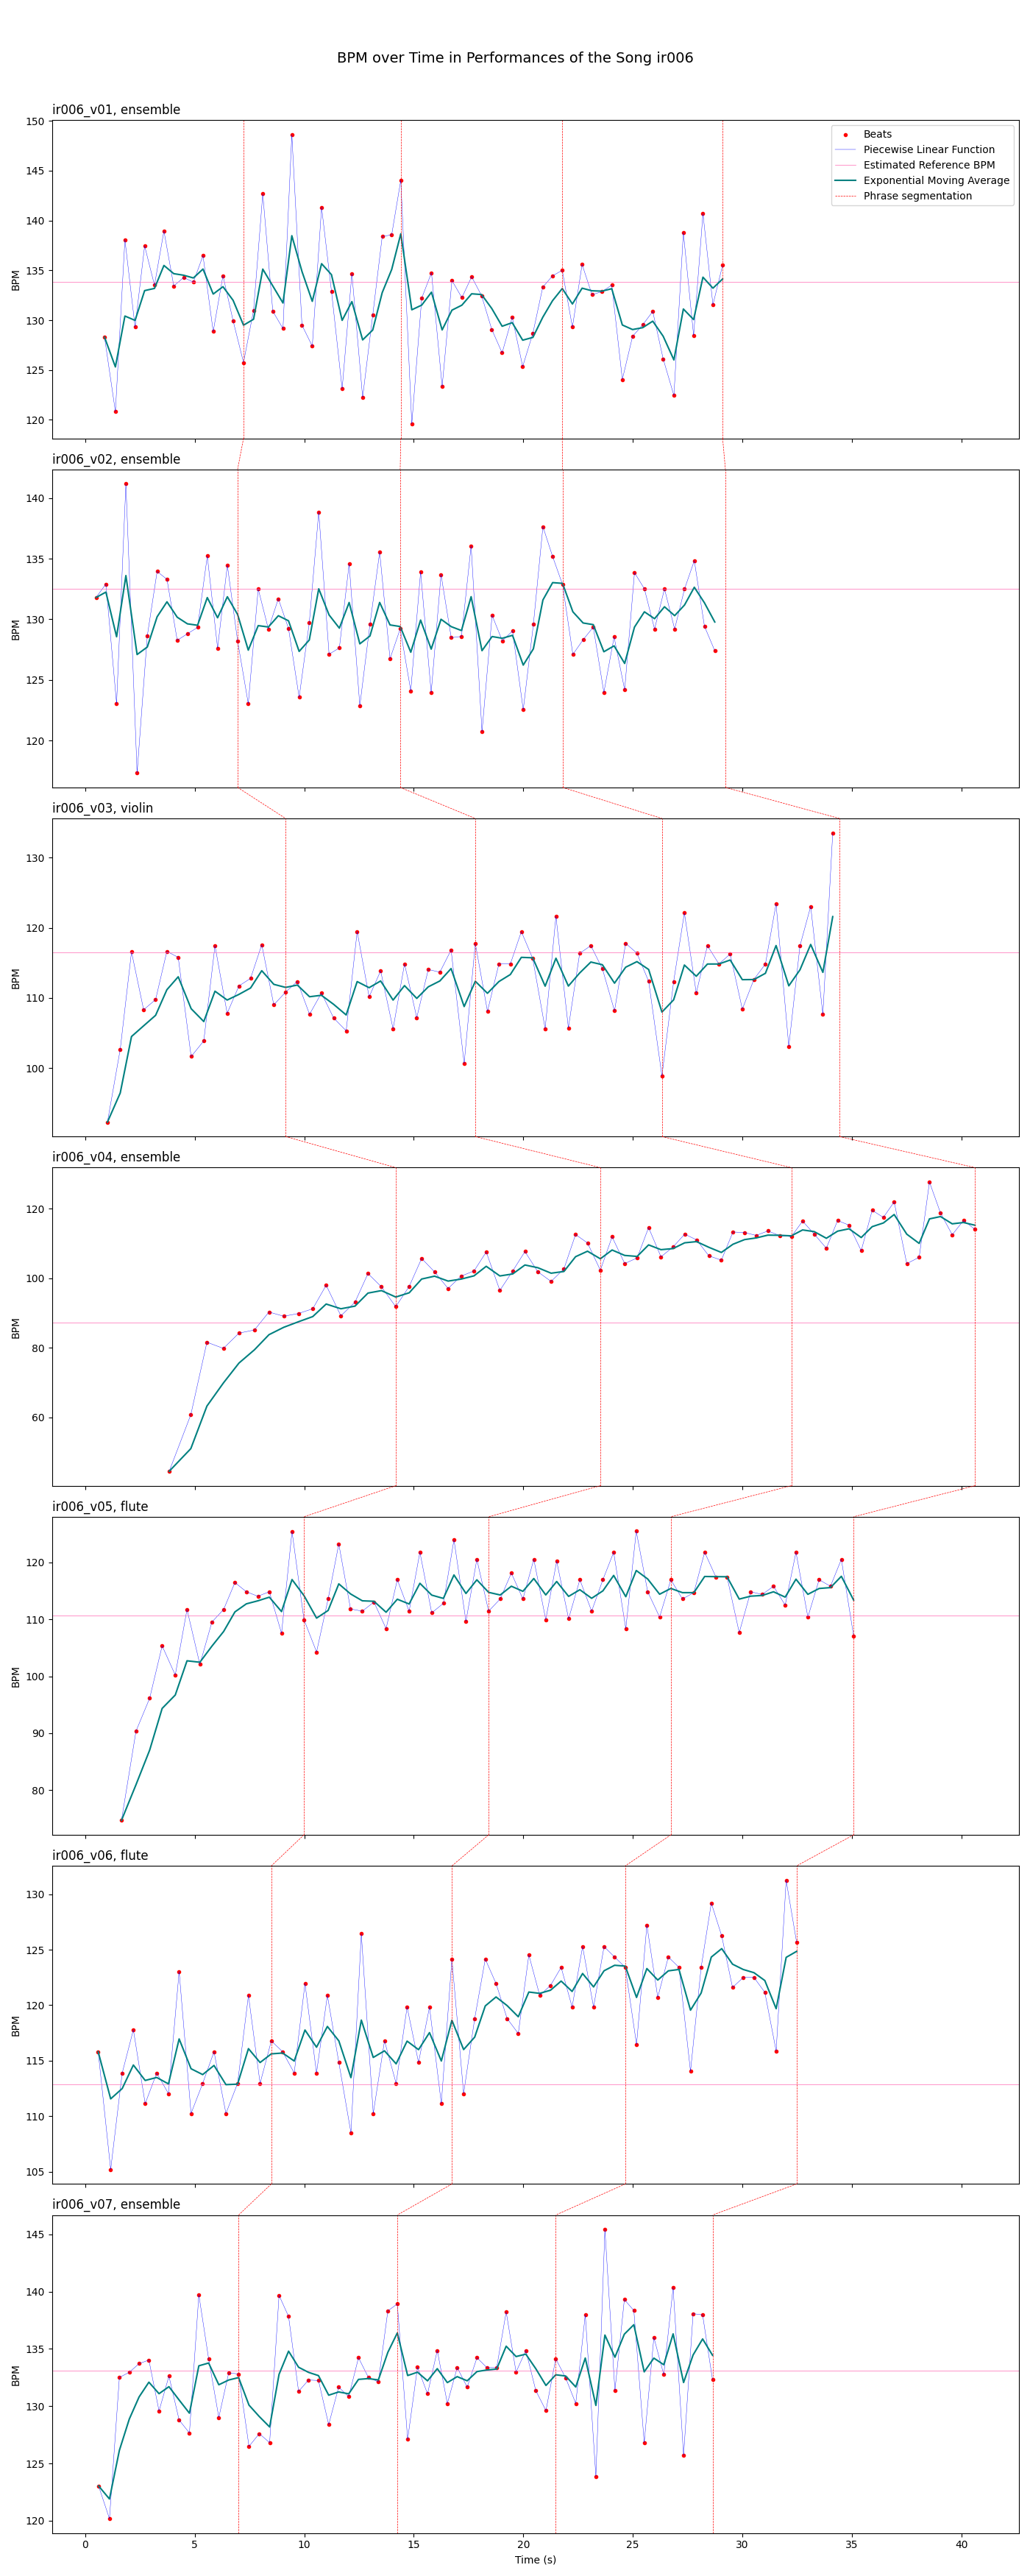 BPM over Time in Performances of the Song ir006
ir006_v01, ensemble
150
145
140
135
130
125
120
BPM
Beats
Piecewise Linear Function
Estimated Reference BPM
Exponential Moving Average
Phrase segmentation
ir006_v02, ensemble
140
135
130
125
120
BPM
ir006_v03, violin
130
120
110
100
BPM
ir006_v04, ensemble
120
100
80
60
BPM
ir006_v05, flute
120
110
100
90
80
BPM
ir006_v06, flute
130
125
120
115
110
105
BPM
ir006_v07, ensemble
145
140
135
130
125
120
BPM
0 5 10 15 20 25 30 35 40
Time (s)